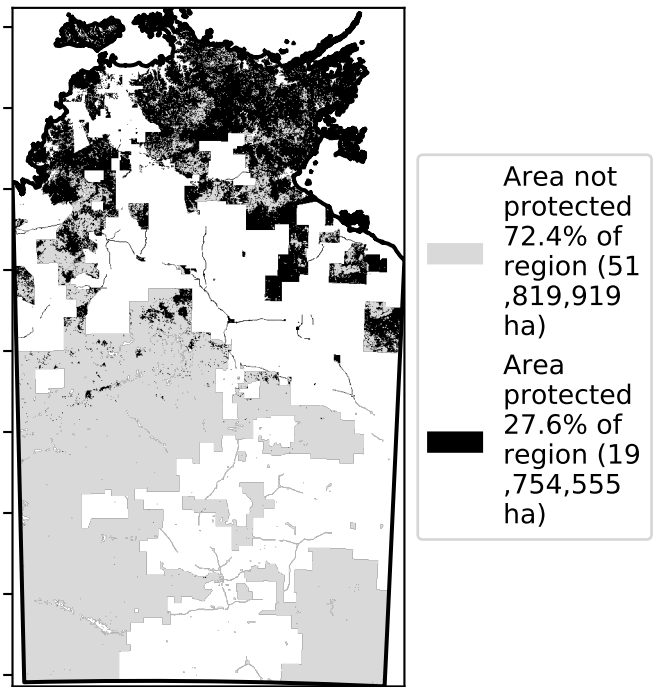 Area not
protected
72.4% of
region (51
,819,919
ha)
Area
protected
27.6% of
region (19
,754,555
ha)